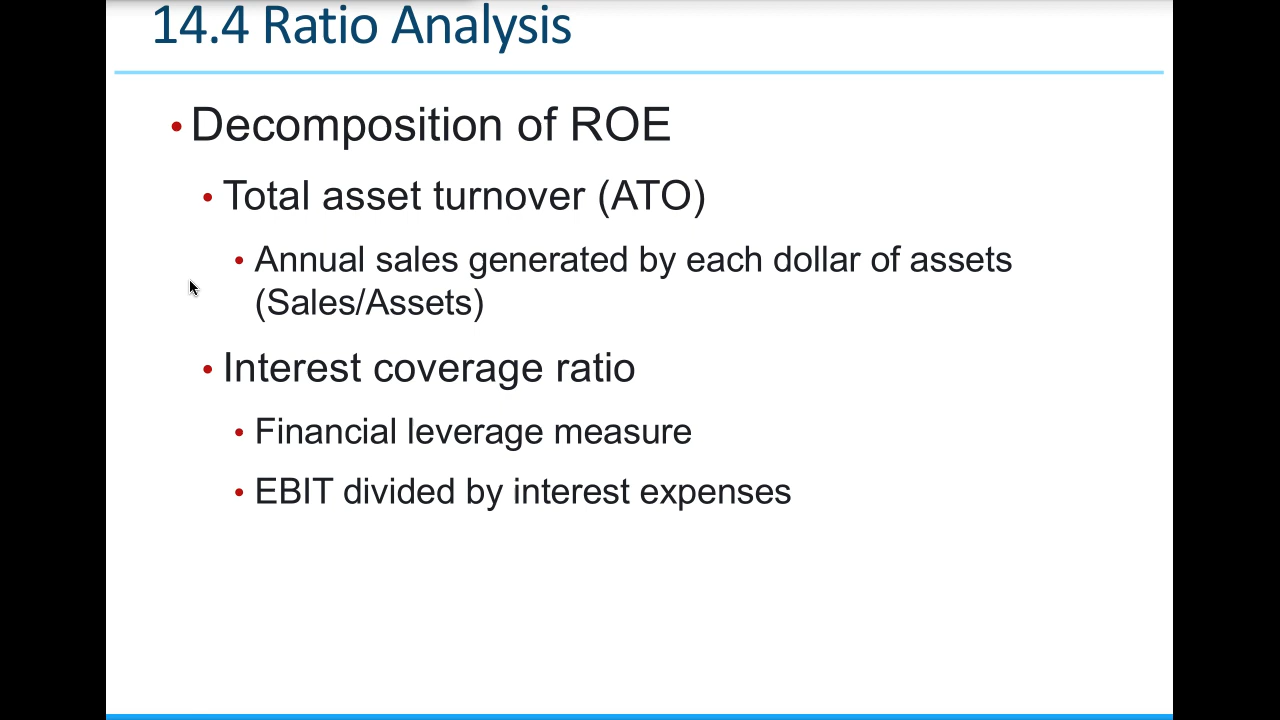 14.4 Ratio Analysis
• Decomposition of ROE
• Total asset turnover (ATO)
• Annual sales generated by each dollar of assets
(Sales/Assets)
• Interest coverage ratio
• Financial leverage measure
• EBIT divided by interest expenses